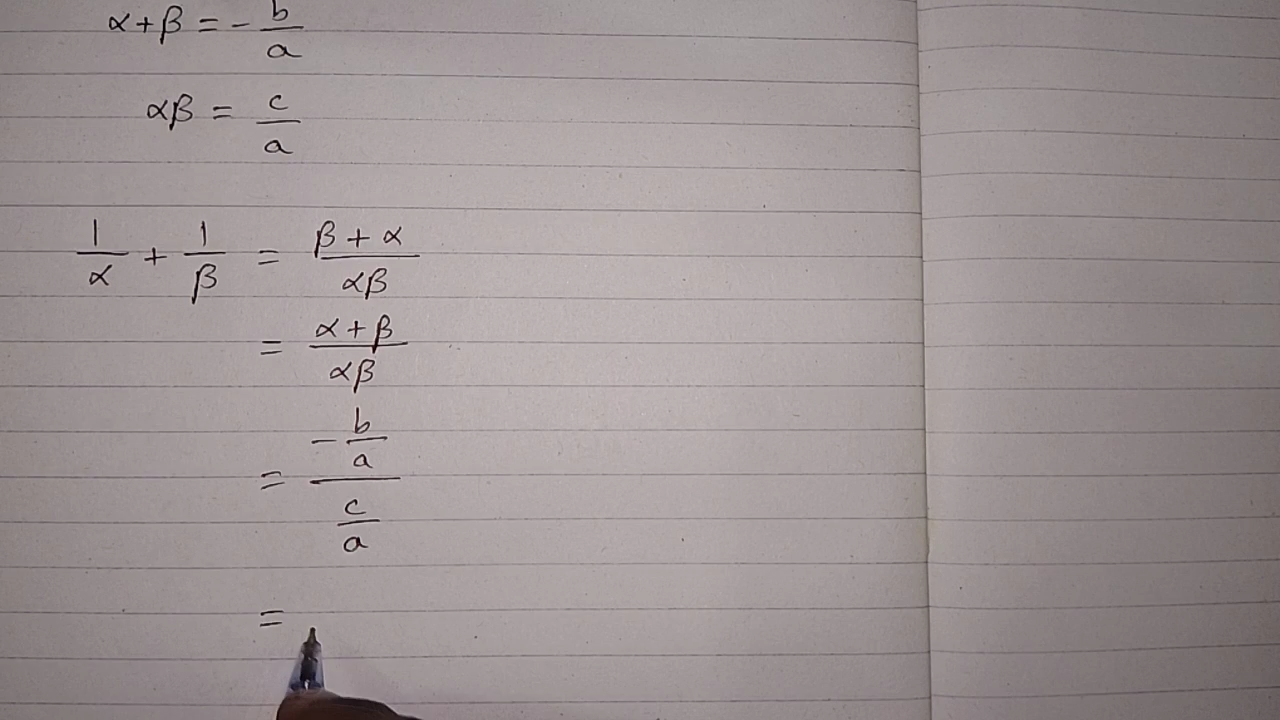 α+β = - b/a
αβ = c/a
1/α + 1/β = β + α/αβ
= α + β/αβ
= - b/a / c/a
=